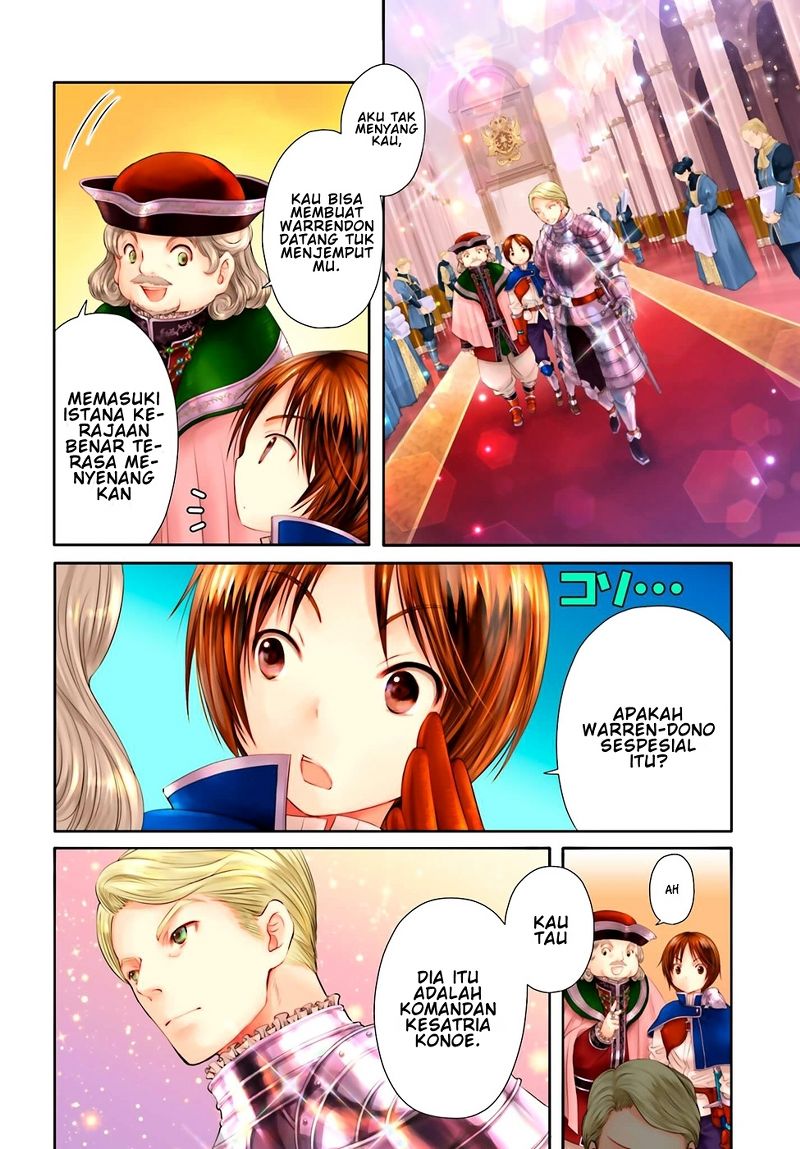 AKU TAK
MENYANG
KAU,
KAU BISA
MEMBUAT
WARRENDON
DATANG TUK
MENJEMPUT
MU.
MEMASUKI
ISTANA KE-
RAJAAN
BENAR TE-
RASA ME-
NYENANG
KAN
コソ・・・
APAKAH
WARREN-DONO
SESPESIAL
ITU?
AH
KAU
TAU
DIA ITU
ADALAH
KOMANDAN
KESATRIA
KONOE.